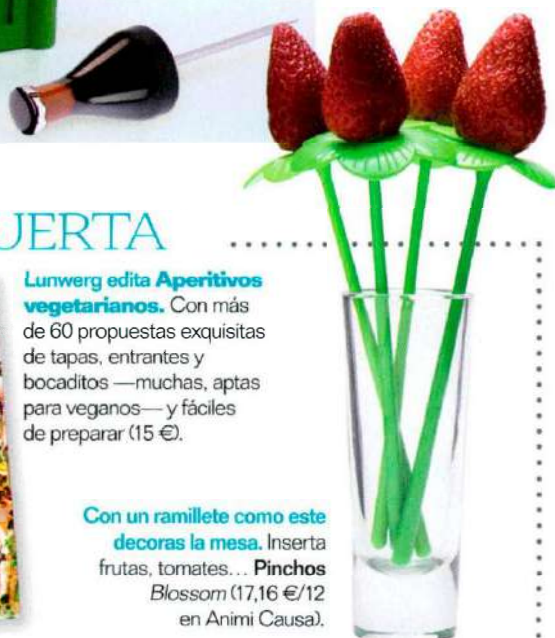 UERTA
Lunwerg edita Aperitivos
vegetarianos. Con más
de 60 propuestas exquisitas
de tapas, entrantes y
bocaditos —muchas, aptas
para veganos— y fáciles
de preparar (15 €).
Con un ramillete como este
decoras la mesa. Inserta
frutas, tomates... Pinchos
Blossom (17,16 €/12
en Animi Causa).